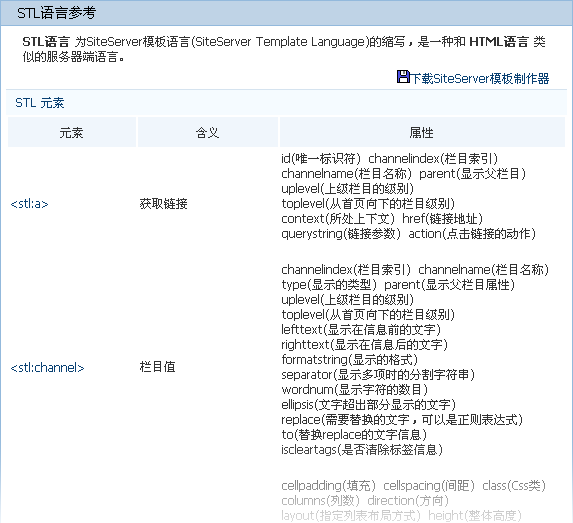 STL语言参考
STL语言 为SiteServer模板语言(SiteServer Template Language)的缩写，是一种和 HTML语言 类
似的服务器端语言。
下载SiteServer模板制作器
STL 元素
元素 含义 属性
id(唯一标识符) channelindex(栏目索引)
channelname(栏目名称) parent(显示父栏目)
uplevel(上级栏目的级别)
<stl:a> 获取链接 toplevel(从首页向下的栏目级别)
context(所处上下文) href(链接地址)
querystring(链接参数) action(点击链接的动作)
channelindex(栏目索引) channelname(栏目名称)
type(显示的类型) parent(显示父栏目属性)
uplevel(上级栏目的级别)
toplevel(从首页向下的栏目级别)
lefttext(显示在信息前的文字)
righttext(显示在信息后的文字)
formatstring(显示的格式)
<stl:channel> 栏目值 separator(显示多项时的分割字符串)
wordnum(显示字符的数目)
ellipsis(文字超出部分显示的文字)
replace(需要替换的文字，可以是正则表达式)
to(替换replace的文字信息)
iscleartags(是否清除标签信息)
cellpadding(填充) cellspacing(间距) class(Css类)
columns(列数) direction(方向)
layout(指定列表布局方式) height(整体高度)